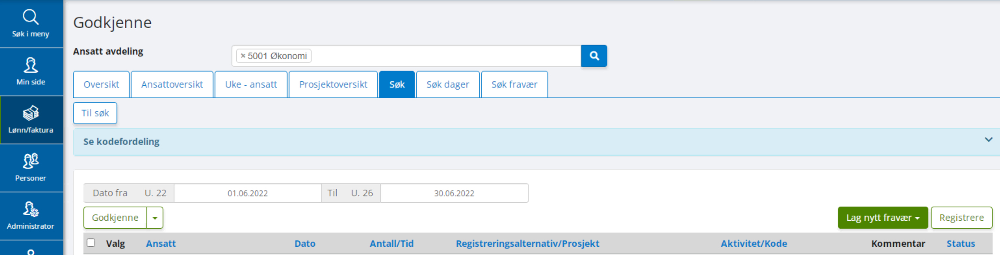 Søk i meny
Min side
Lønn/faktura
Personer
Administrator
Godkjenne
Ansatt avdeling
× 5001 Økonomi
Oversikt Ansattoversikt Uke - ansatt Prosjektoversikt Søk Søk dager Søk fravær
Til søk
Se kodefordeling
Dato fra U. 22 01.06.2022 Til U. 26 30.06.2022
Godkjenne Lag nytt fravær Registrere
Valg Ansatt Dato Antall/Tid Registreringsalternativ/Prosjekt Aktivitet/Kode Kommentar Status